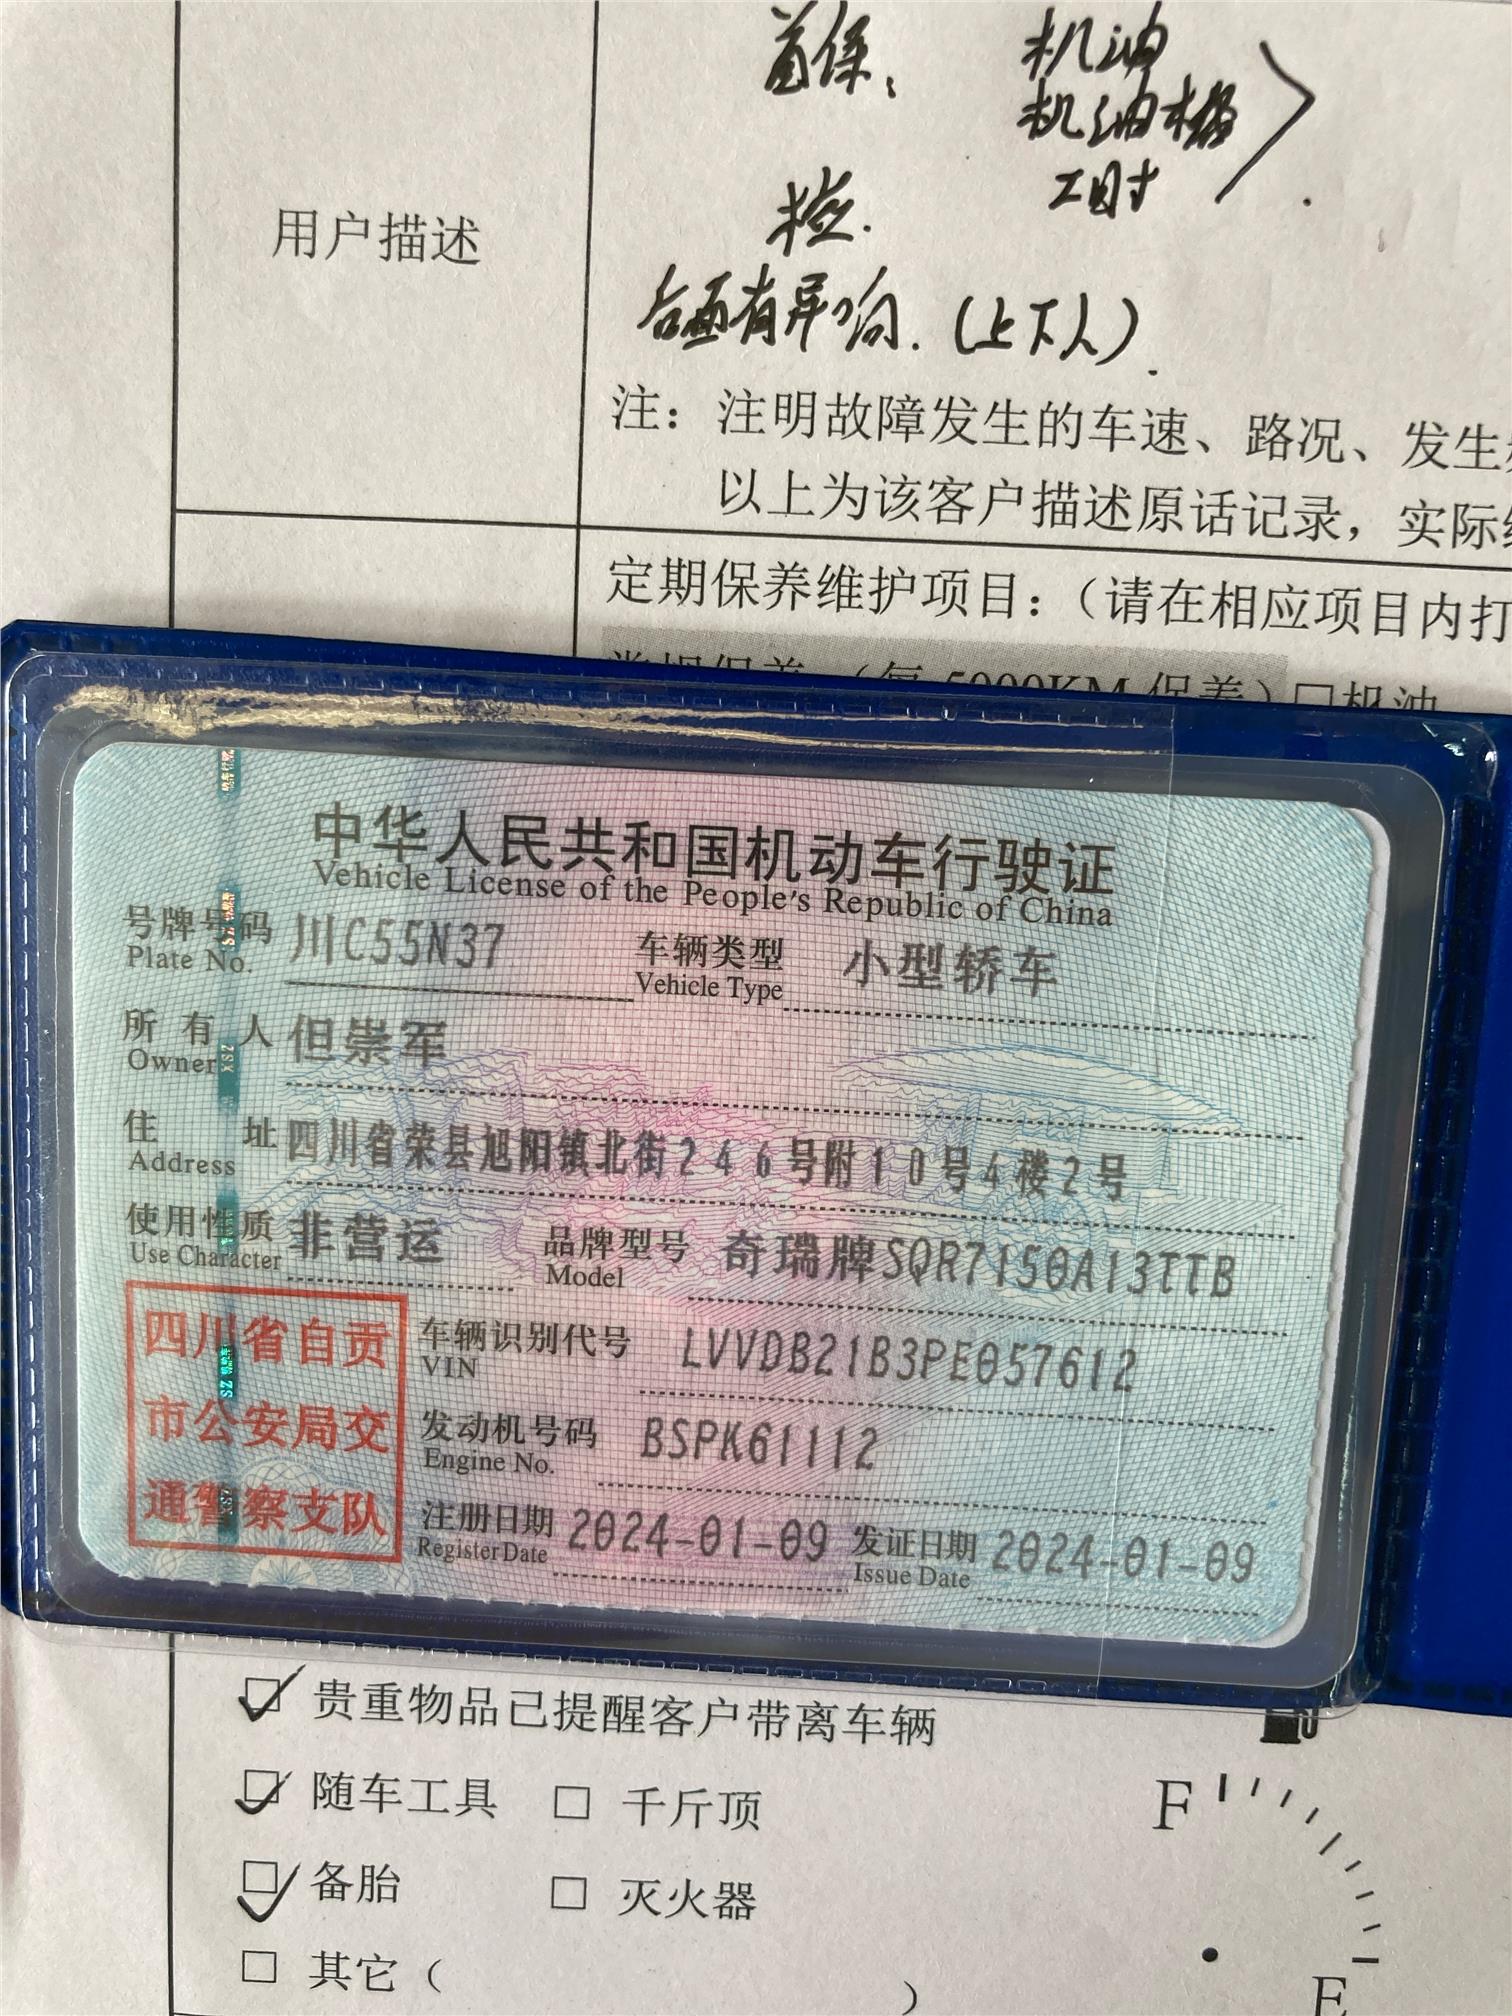 首保: 机油
机油格
工时
检.
后面有异响.(上下人).
用户描述
注:注明故障发生的车速、路况、发生
以上为该客户描述原话记录,实际
定期保养维护项目:(请在相应项目内打
(每 5000KM 保养)□机油
中华人民共和国机动车行驶证
Vehicle License of the People's Republic of China
号牌号码 川C55N37 车辆类型 小型轿车
Plate No. Vehicle Type
所有人 但崇军
Owner
住址 四川省荣县旭阳镇北街246号附10号4楼2号
Address
使用性质 非营运 品牌型号 奇瑞牌SQR7150A13TTB
Use Character Model
四川省自贡
市公安局交
通警察支队
车辆识别代号 LVVDB21B3PE057612
VIN
发动机号码 BSPK61112
Engine No.
注册日期 2024-01-09 发证日期 2024-01-09
Register Date Issue Date
☑ 贵重物品已提醒客户带离车辆
☑ 随车工具 □ 千斤顶
☑ 备胎 □ 灭火器
□ 其它( )
F
E